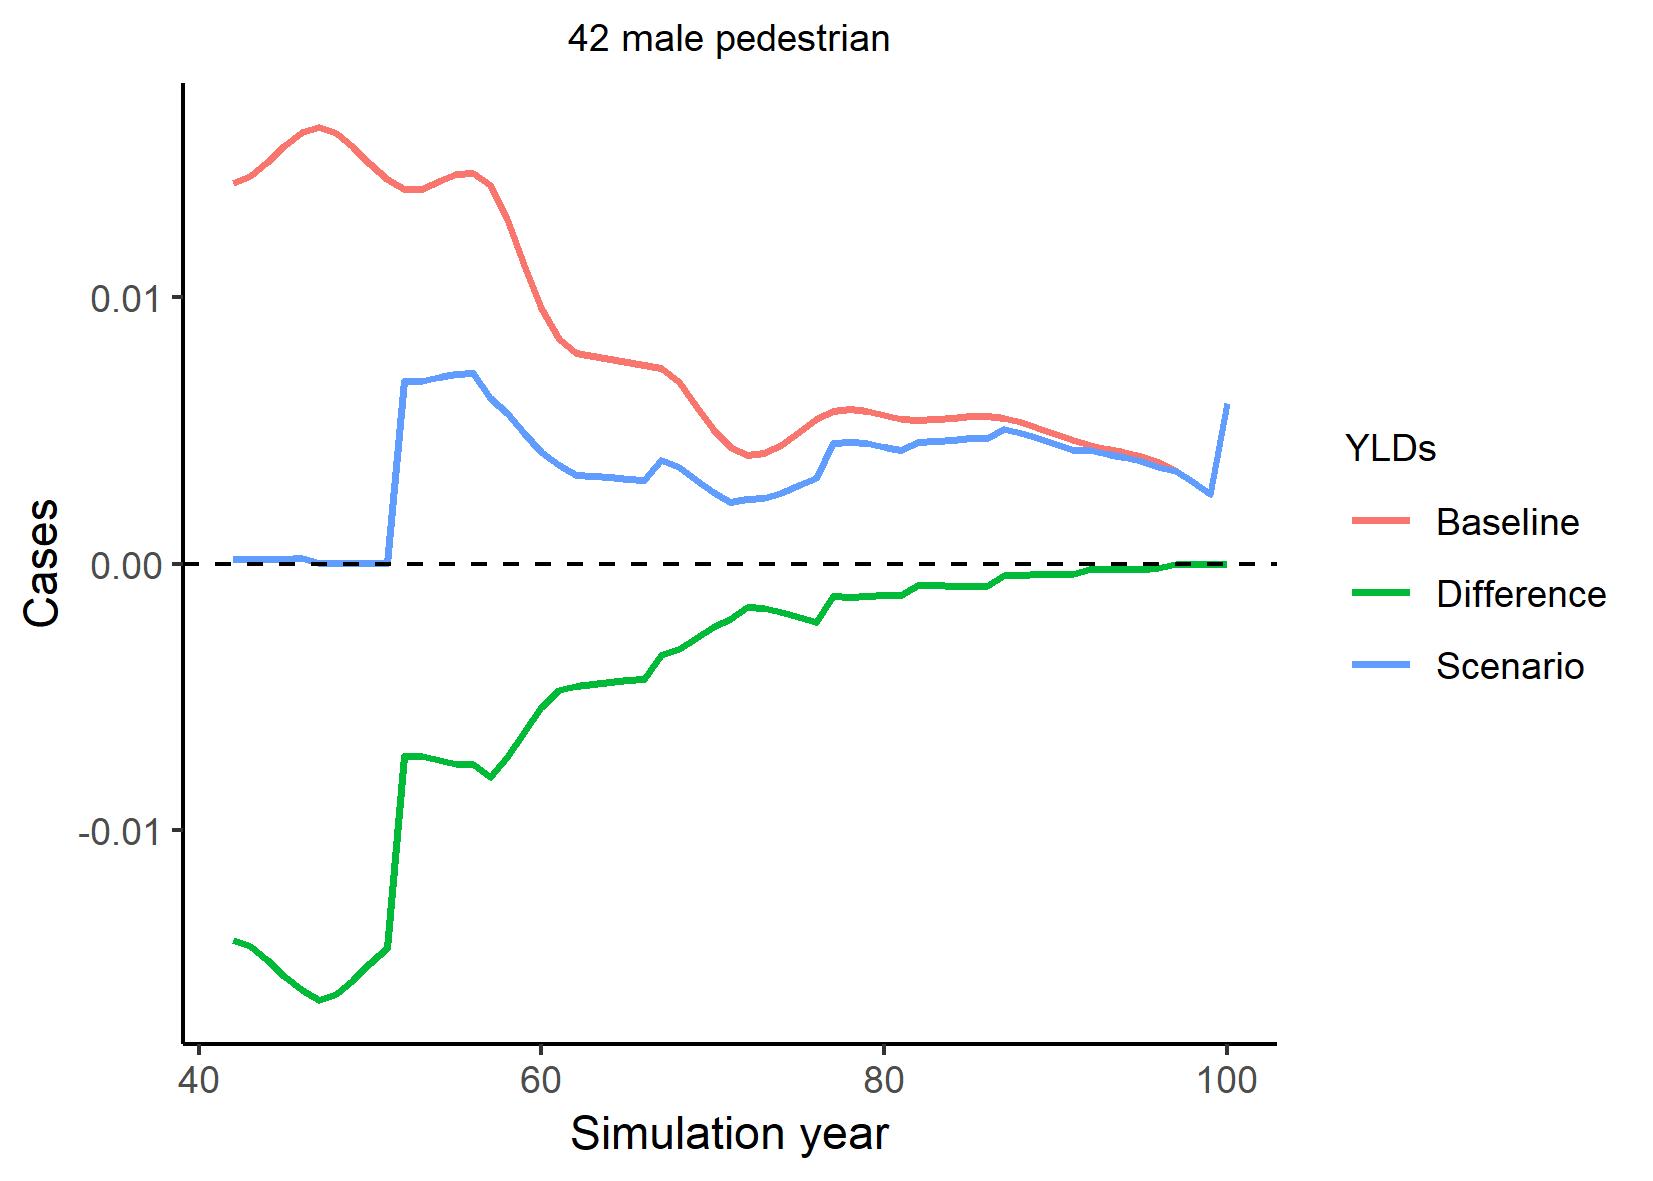 42 male pedestrian
0.01
0.00
-0.01
Cases
40
60
80
100
Simulation year
YLDs
Baseline
Difference
Scenario